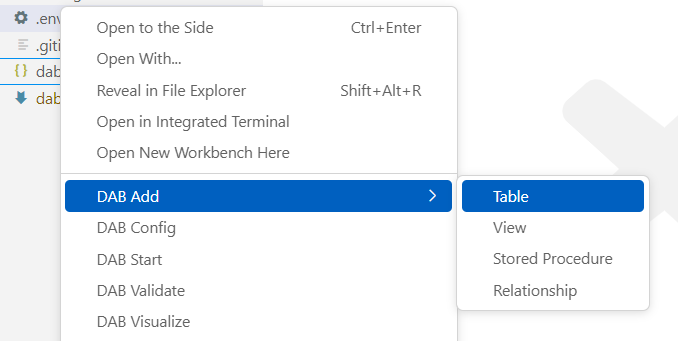 .env
Open to the Side Ctrl+Enter
.giti
Open With...
dab
Reveal in File Explorer Shift+Alt+R
dab
Open in Integrated Terminal
Open New Workbench Here
DAB Add
Table
DAB Config
View
DAB Start
Stored Procedure
DAB Validate
Relationship
DAB Visualize